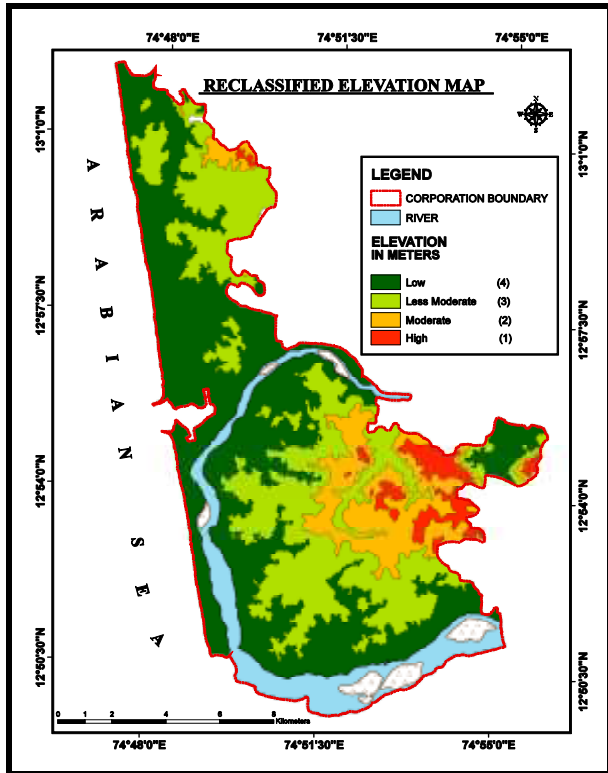 74°48'0"E 74°51'30"E 74°55'0"E
RECLASSIFIED ELEVATION MAP
N
W E
S
13°1'0"N
13°1'0"N
LEGEND
CORPORATION BOUNDARY
RIVER
ELEVATION
IN METERS
Low (4)
Less Moderate (3)
Moderate (2)
High (1)
ARABIAN SEA
12°57'30"N
12°57'30"N
12°54'0"N
12°54'0"N
12°50'30"N
12°50'30"N
0 1 2 4 6 8
Kilometers
74°48'0"E 74°51'30"E 74°55'0"E